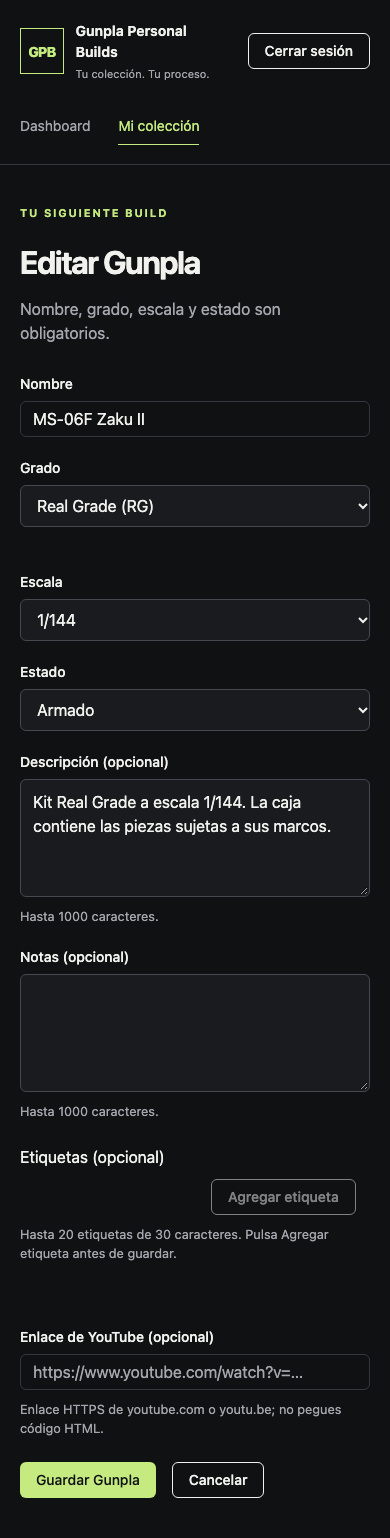 GPB
Gunpla Personal
Builds
Tu colección. Tu proceso.
Cerrar sesión
Dashboard
Mi colección
TU SIGUIENTE BUILD
Editar Gunpla
Nombre, grado, escala y estado son
obligatorios.
Nombre
MS-06F Zaku II
Grado
Real Grade (RG)
Escala
1/144
Estado
Armado
Descripción (opcional)
Kit Real Grade a escala 1/144. La caja
contiene las piezas sujetas a sus marcos.
Hasta 1000 caracteres.
Notas (opcional)
Hasta 1000 caracteres.
Etiquetas (opcional)
Agregar etiqueta
Hasta 20 etiquetas de 30 caracteres. Pulsa Agregar
etiqueta antes de guardar.
Enlace de YouTube (opcional)
https://www.youtube.com/watch?v=...
Enlace HTTPS de youtube.com o youtu.be; no pegues
código HTML.
Guardar Gunpla
Cancelar